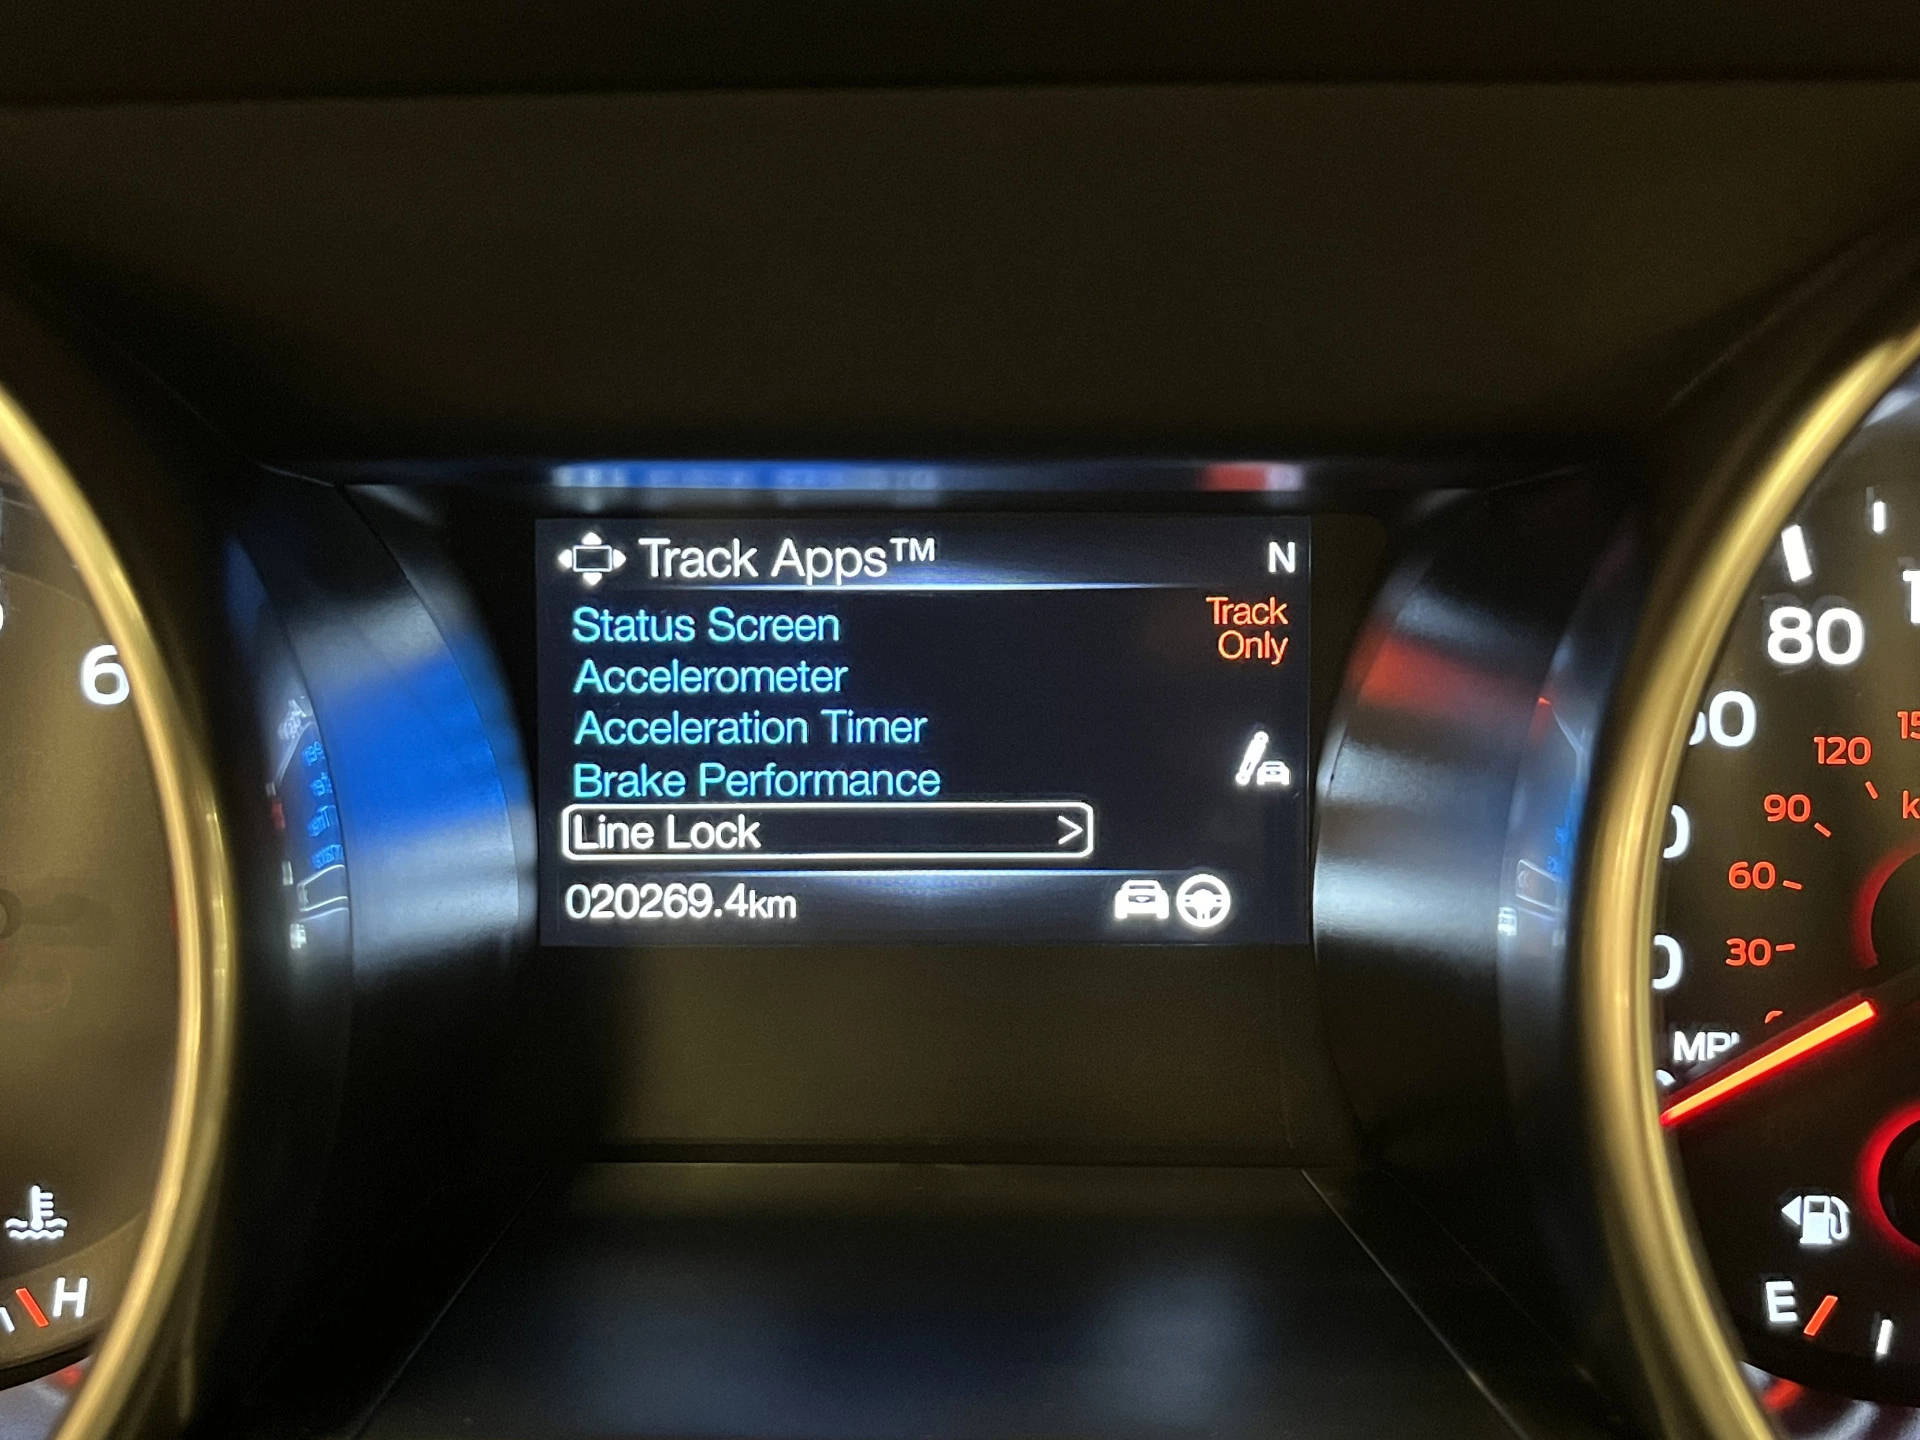 Track Apps™ N
Status Screen
Track
Only
Accelerometer
Acceleration Timer
Brake Performance
Line Lock >
020269.4km
6
H
80
120
90
60
30
E